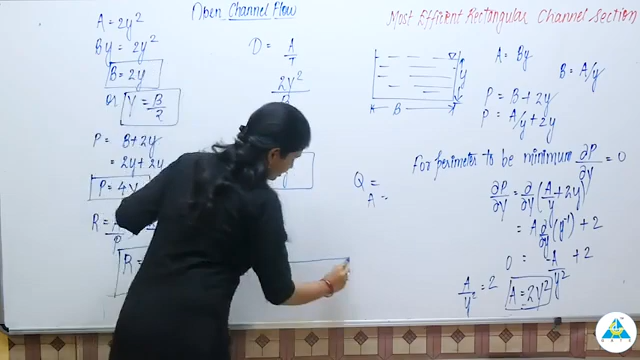 Open Channel Flow
Most Efficent Rectangular Channel Section
A = 2y²
By = 2y²
B = 2y
or Y = B/2
P = B + 2y
= 2y + 2y
P = 4y
R = A/P
R =
D = A/T
2y²
Q =
A =
y
B
A = By
B = A/y
P = B + 2y
P = A/y + 2y
For perimeter to be minimum ∂P/∂y = 0
∂P/∂y = ∂/∂y (A/y + 2y)
= A ∂/∂y (y⁻¹) + 2
0 = - A/y² + 2
A/y² = 2
A = 2y²